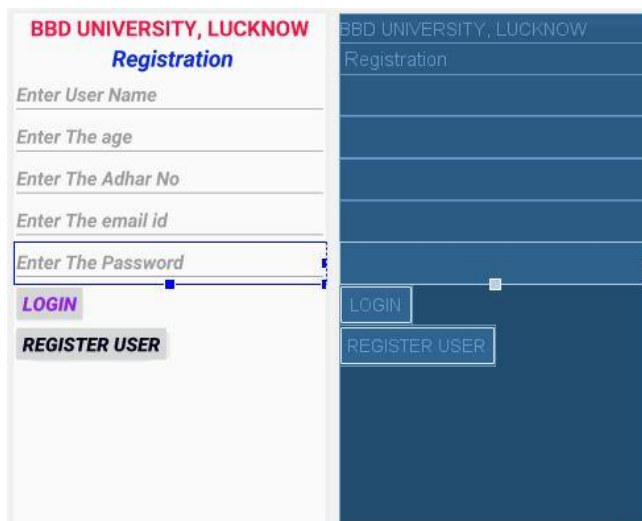 BBD UNIVERSITY, LUCKNOW
Registration
Enter User Name
Enter The age
Enter The Adhar No
Enter The email id
Enter The Password
LOGIN
REGISTER USER
BBD UNIVERSITY, LUCKNOW
Registration
LOGIN
REGISTER USER